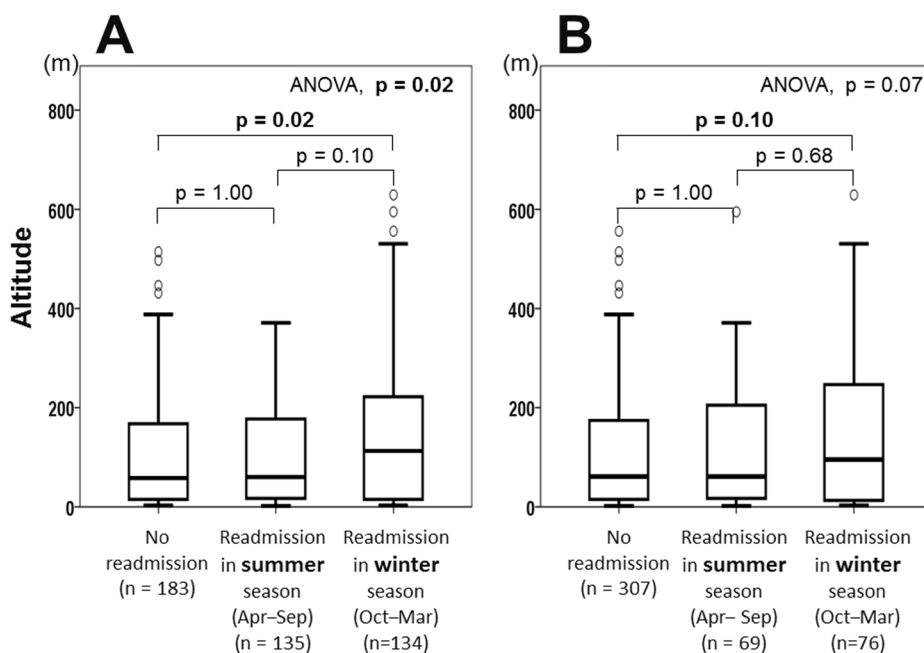 A
(m)
ANOVA, p = 0.02
800
p = 0.02
p = 0.10
p = 1.00
600
400
200
0
Altitude
No
readmission
(n = 183)
Readmission
in summer
season
(Apr–Sep)
(n = 135)
Readmission
in winter
season
(Oct–Mar)
(n=134)
B
(m)
ANOVA, p = 0.07
800
p = 0.10
p = 0.68
p = 1.00
600
400
200
0
No
readmission
(n = 307)
Readmission
in summer
season
(Apr– Sep)
(n = 69)
Readmission
in winter
season
(Oct–Mar)
(n=76)